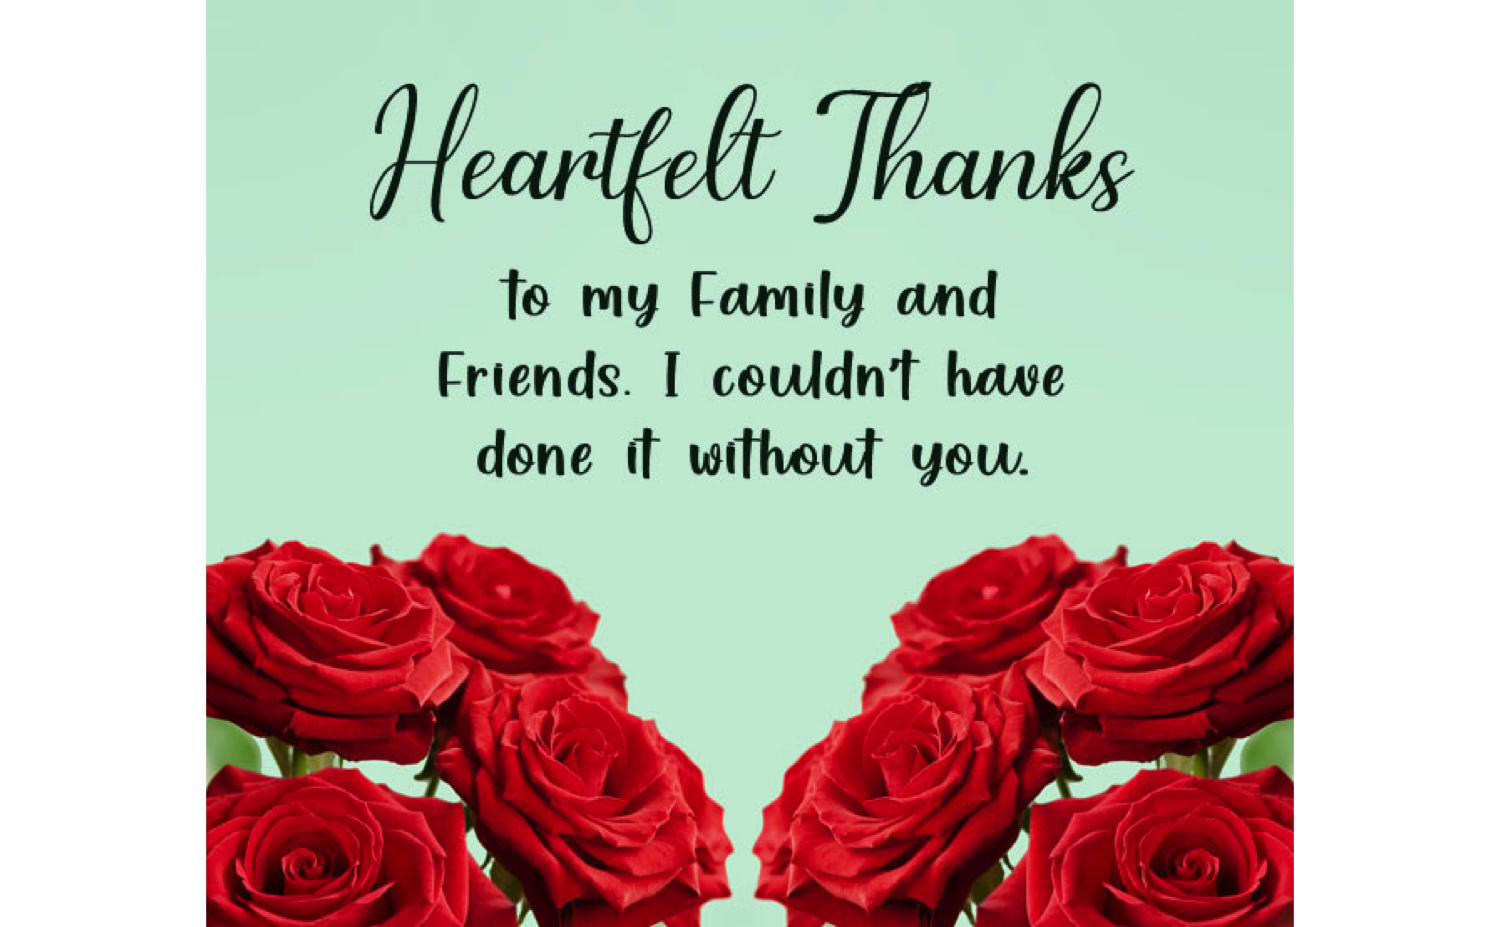 Heartfelt Thanks
to my Family and
Friends. I couldn't have
done it without you.